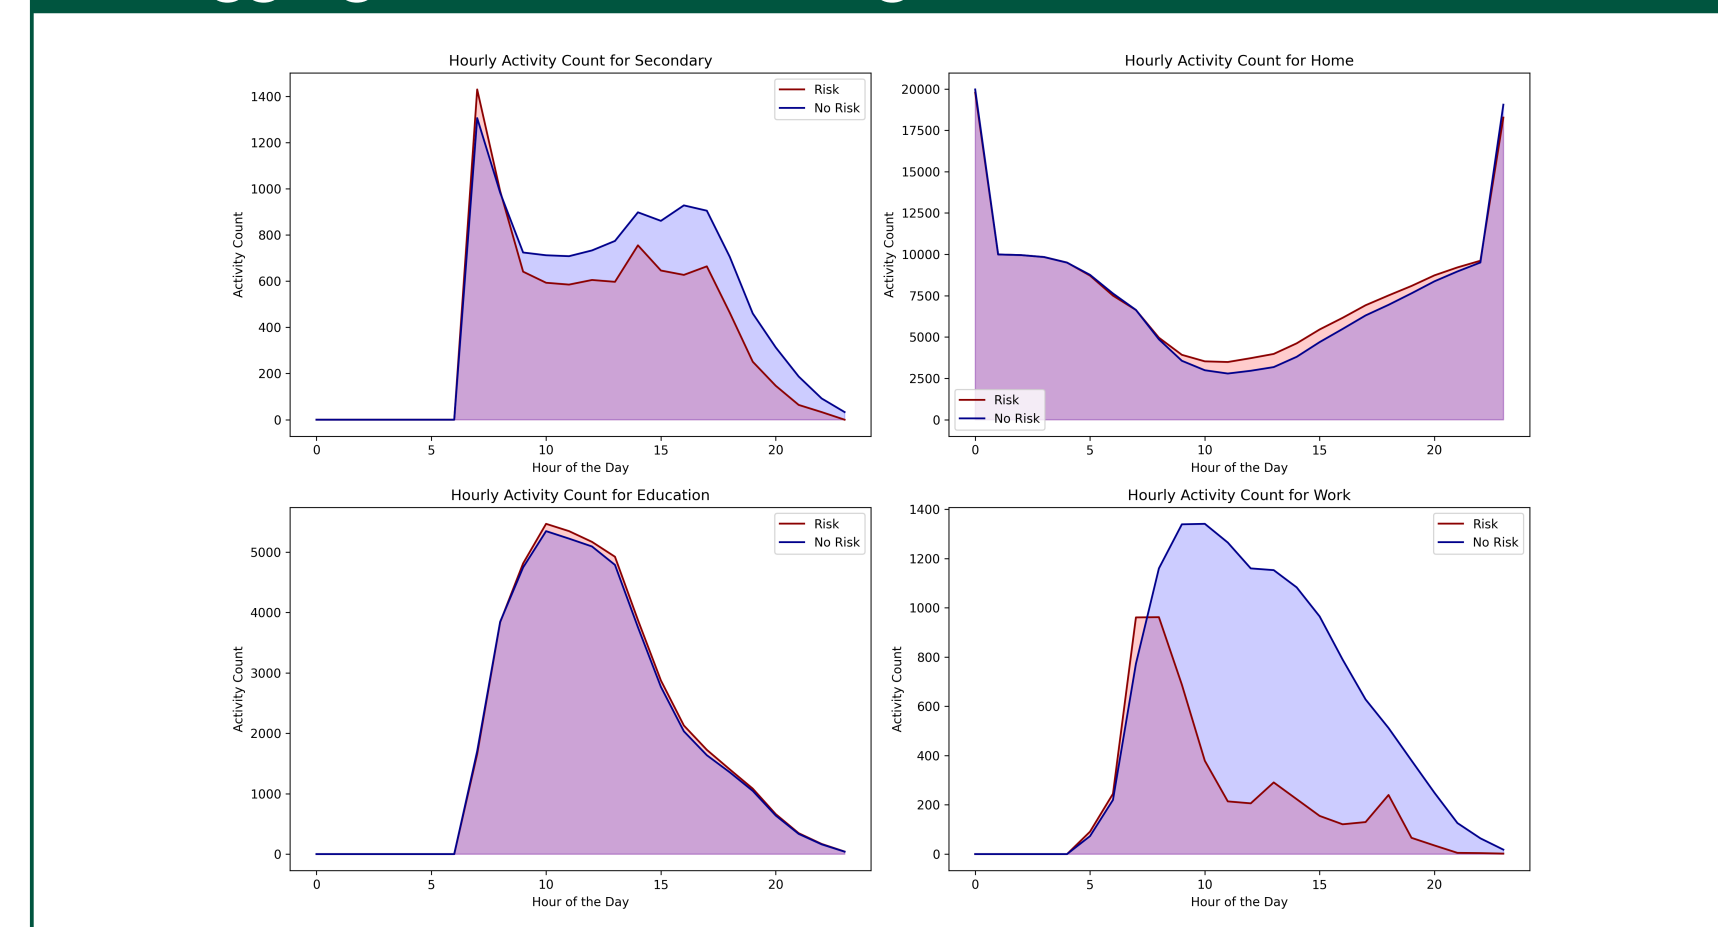 Hourly Activity Count for Secondary
Risk
No Risk
1400
1200
1000
800
600
400
200
0
Activity Count
0 5 10 15 20
Hour of the Day
Hourly Activity Count for Home
20000
17500
15000
12500
10000
7500
5000
2500
0
Activity Count
Risk
No Risk
0 5 10 15 20
Hour of the Day
Hourly Activity Count for Education
Risk
No Risk
5000
4000
3000
2000
1000
0
Activity Count
0 5 10 15 20
Hour of the Day
Hourly Activity Count for Work
Risk
No Risk
1400
1200
1000
800
600
400
200
0
Activity Count
0 5 10 15 20
Hour of the Day